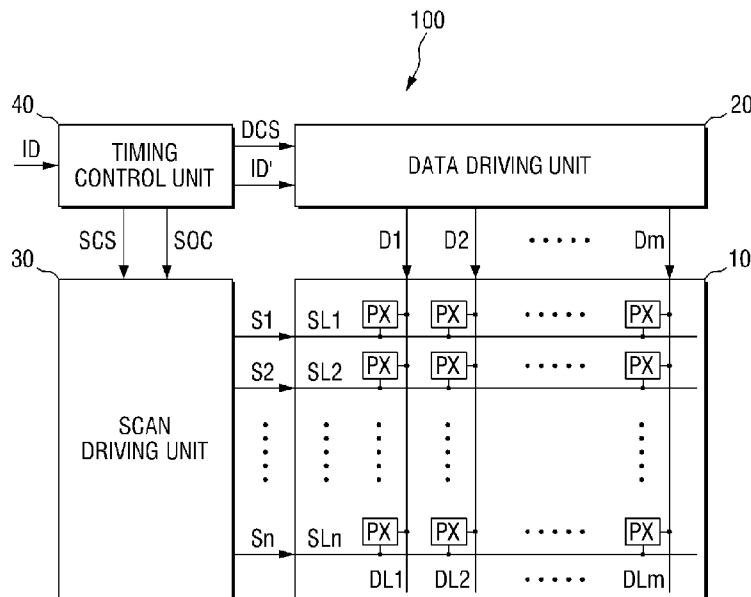 100
40
20
ID
TIMING
CONTROL UNIT
DCS
ID'
DATA DRIVING UNIT
SCS
SOC
D1
D2
Dm
30
10
SCAN
DRIVING UNIT
S1
SL1
PX
PX
PX
S2
SL2
PX
PX
PX
Sn
SLn
PX
PX
PX
DL1
DL2
DLm